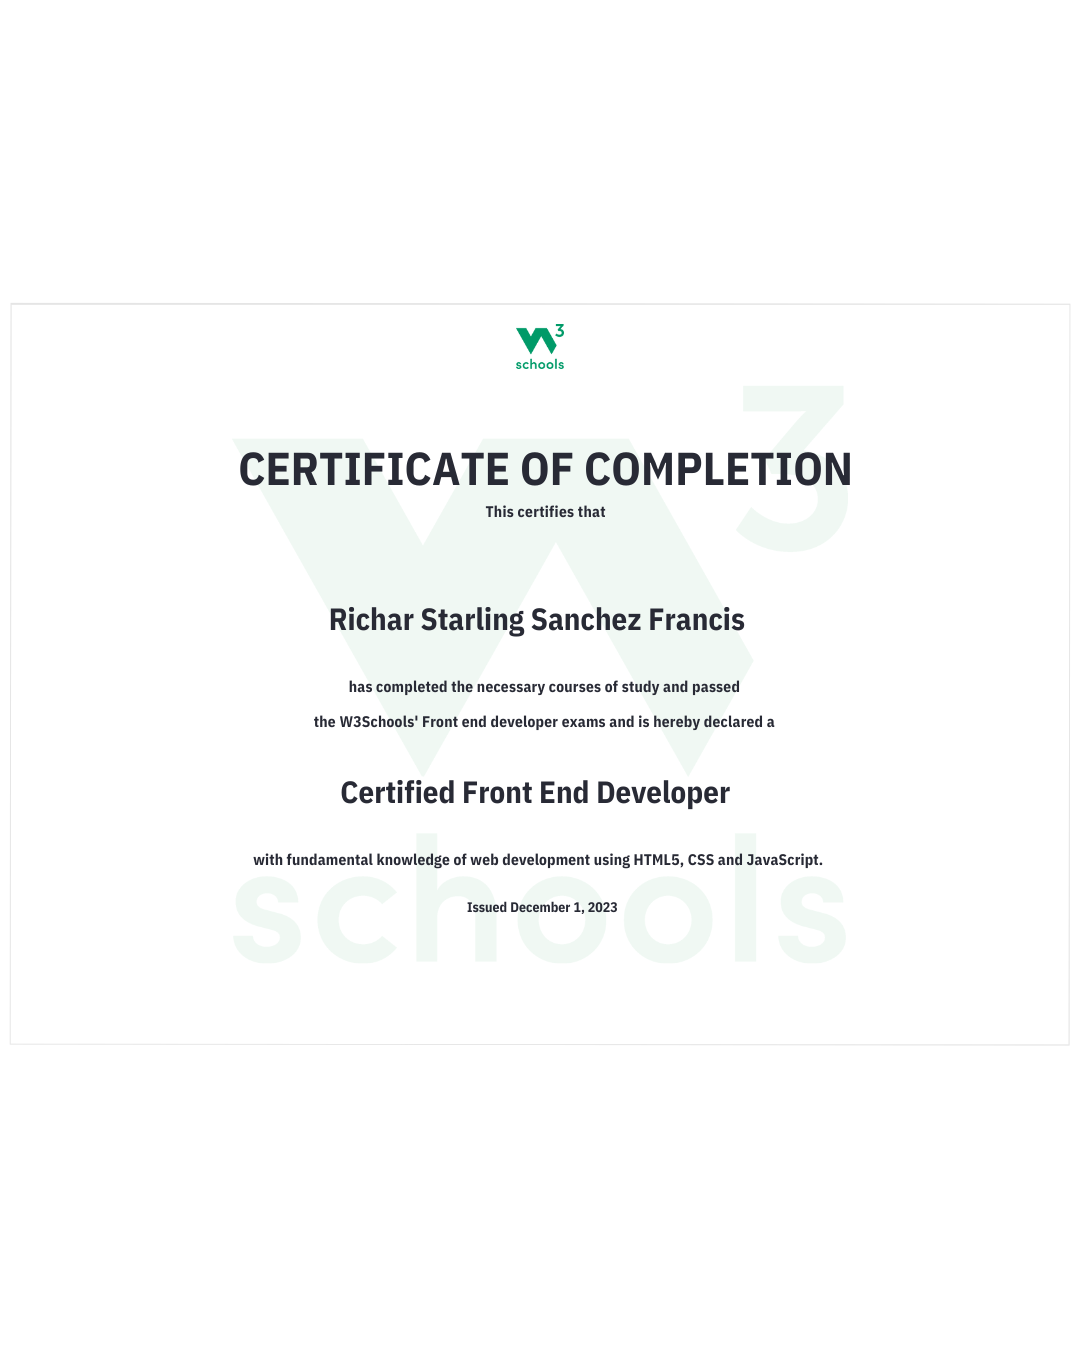 W3
schools
CERTIFICATE OF COMPLETION
This certifies that
Richar Starling Sanchez Francis
has completed the necessary courses of study and passed
the W3Schools' Front end developer exams and is hereby declared a
Certified Front End Developer
with fundamental knowledge of web development using HTML5, CSS and JavaScript.
Issued December 1, 2023
W3
schools